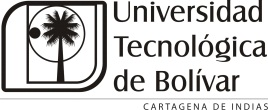 Universidad
Tecnológica
de Bolívar
CARTAGENA DE INDIAS